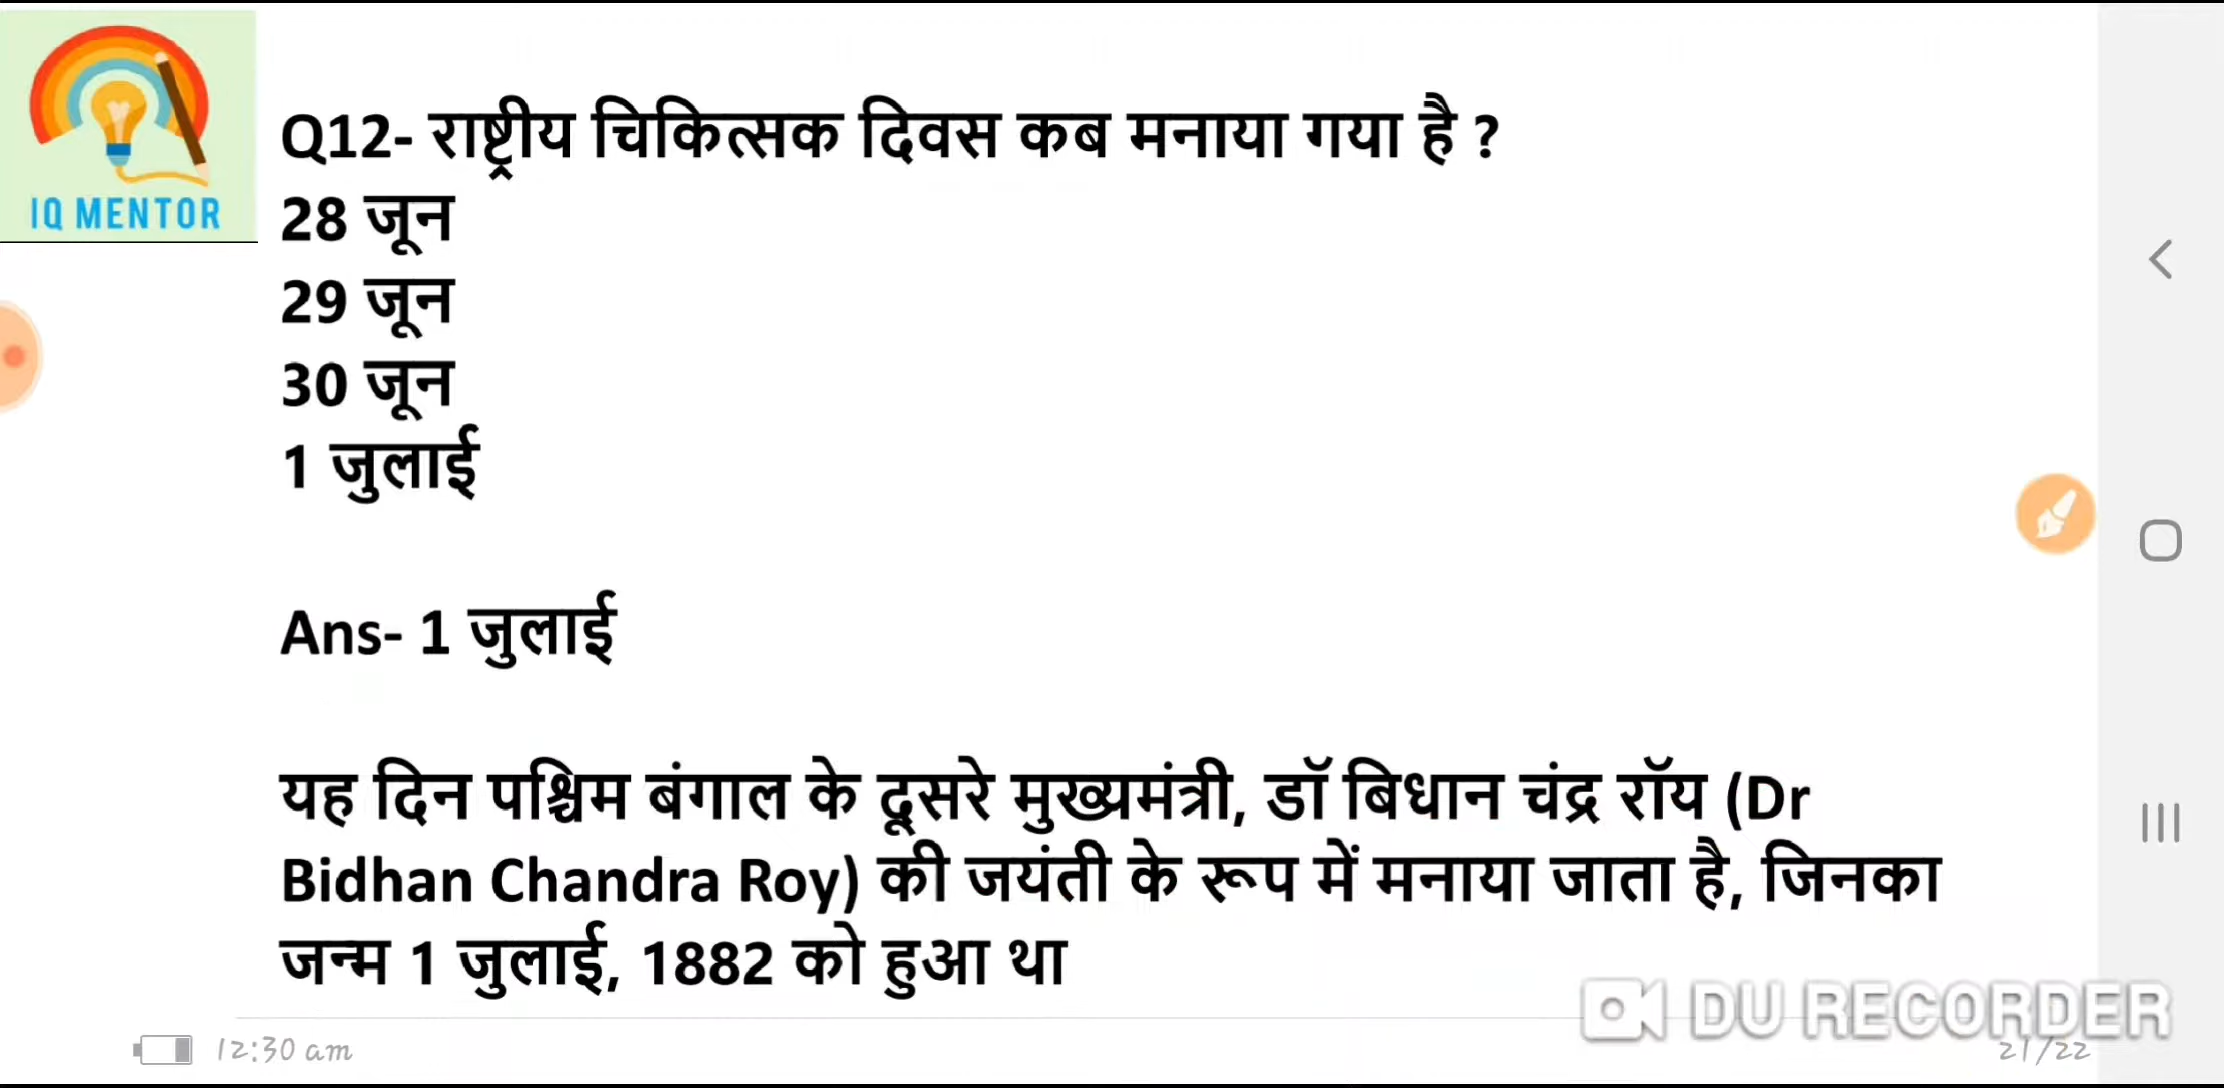 IQ MENTOR
Q12- राष्ट्रीय चिकित्सक दिवस कब मनाया गया है ?
28 जून
29 जून
30 जून
1 जुलाई
Ans- 1 जुलाई
यह दिन पश्चिम बंगाल के दूसरे मुख्यमंत्री, डॉ बिधान चंद्र रॉय (Dr
Bidhan Chandra Roy) की जयंती के रूप में मनाया जाता है, जिनका
जन्म 1 जुलाई, 1882 को हुआ था
DU RECORDER
12:30 am
21/22